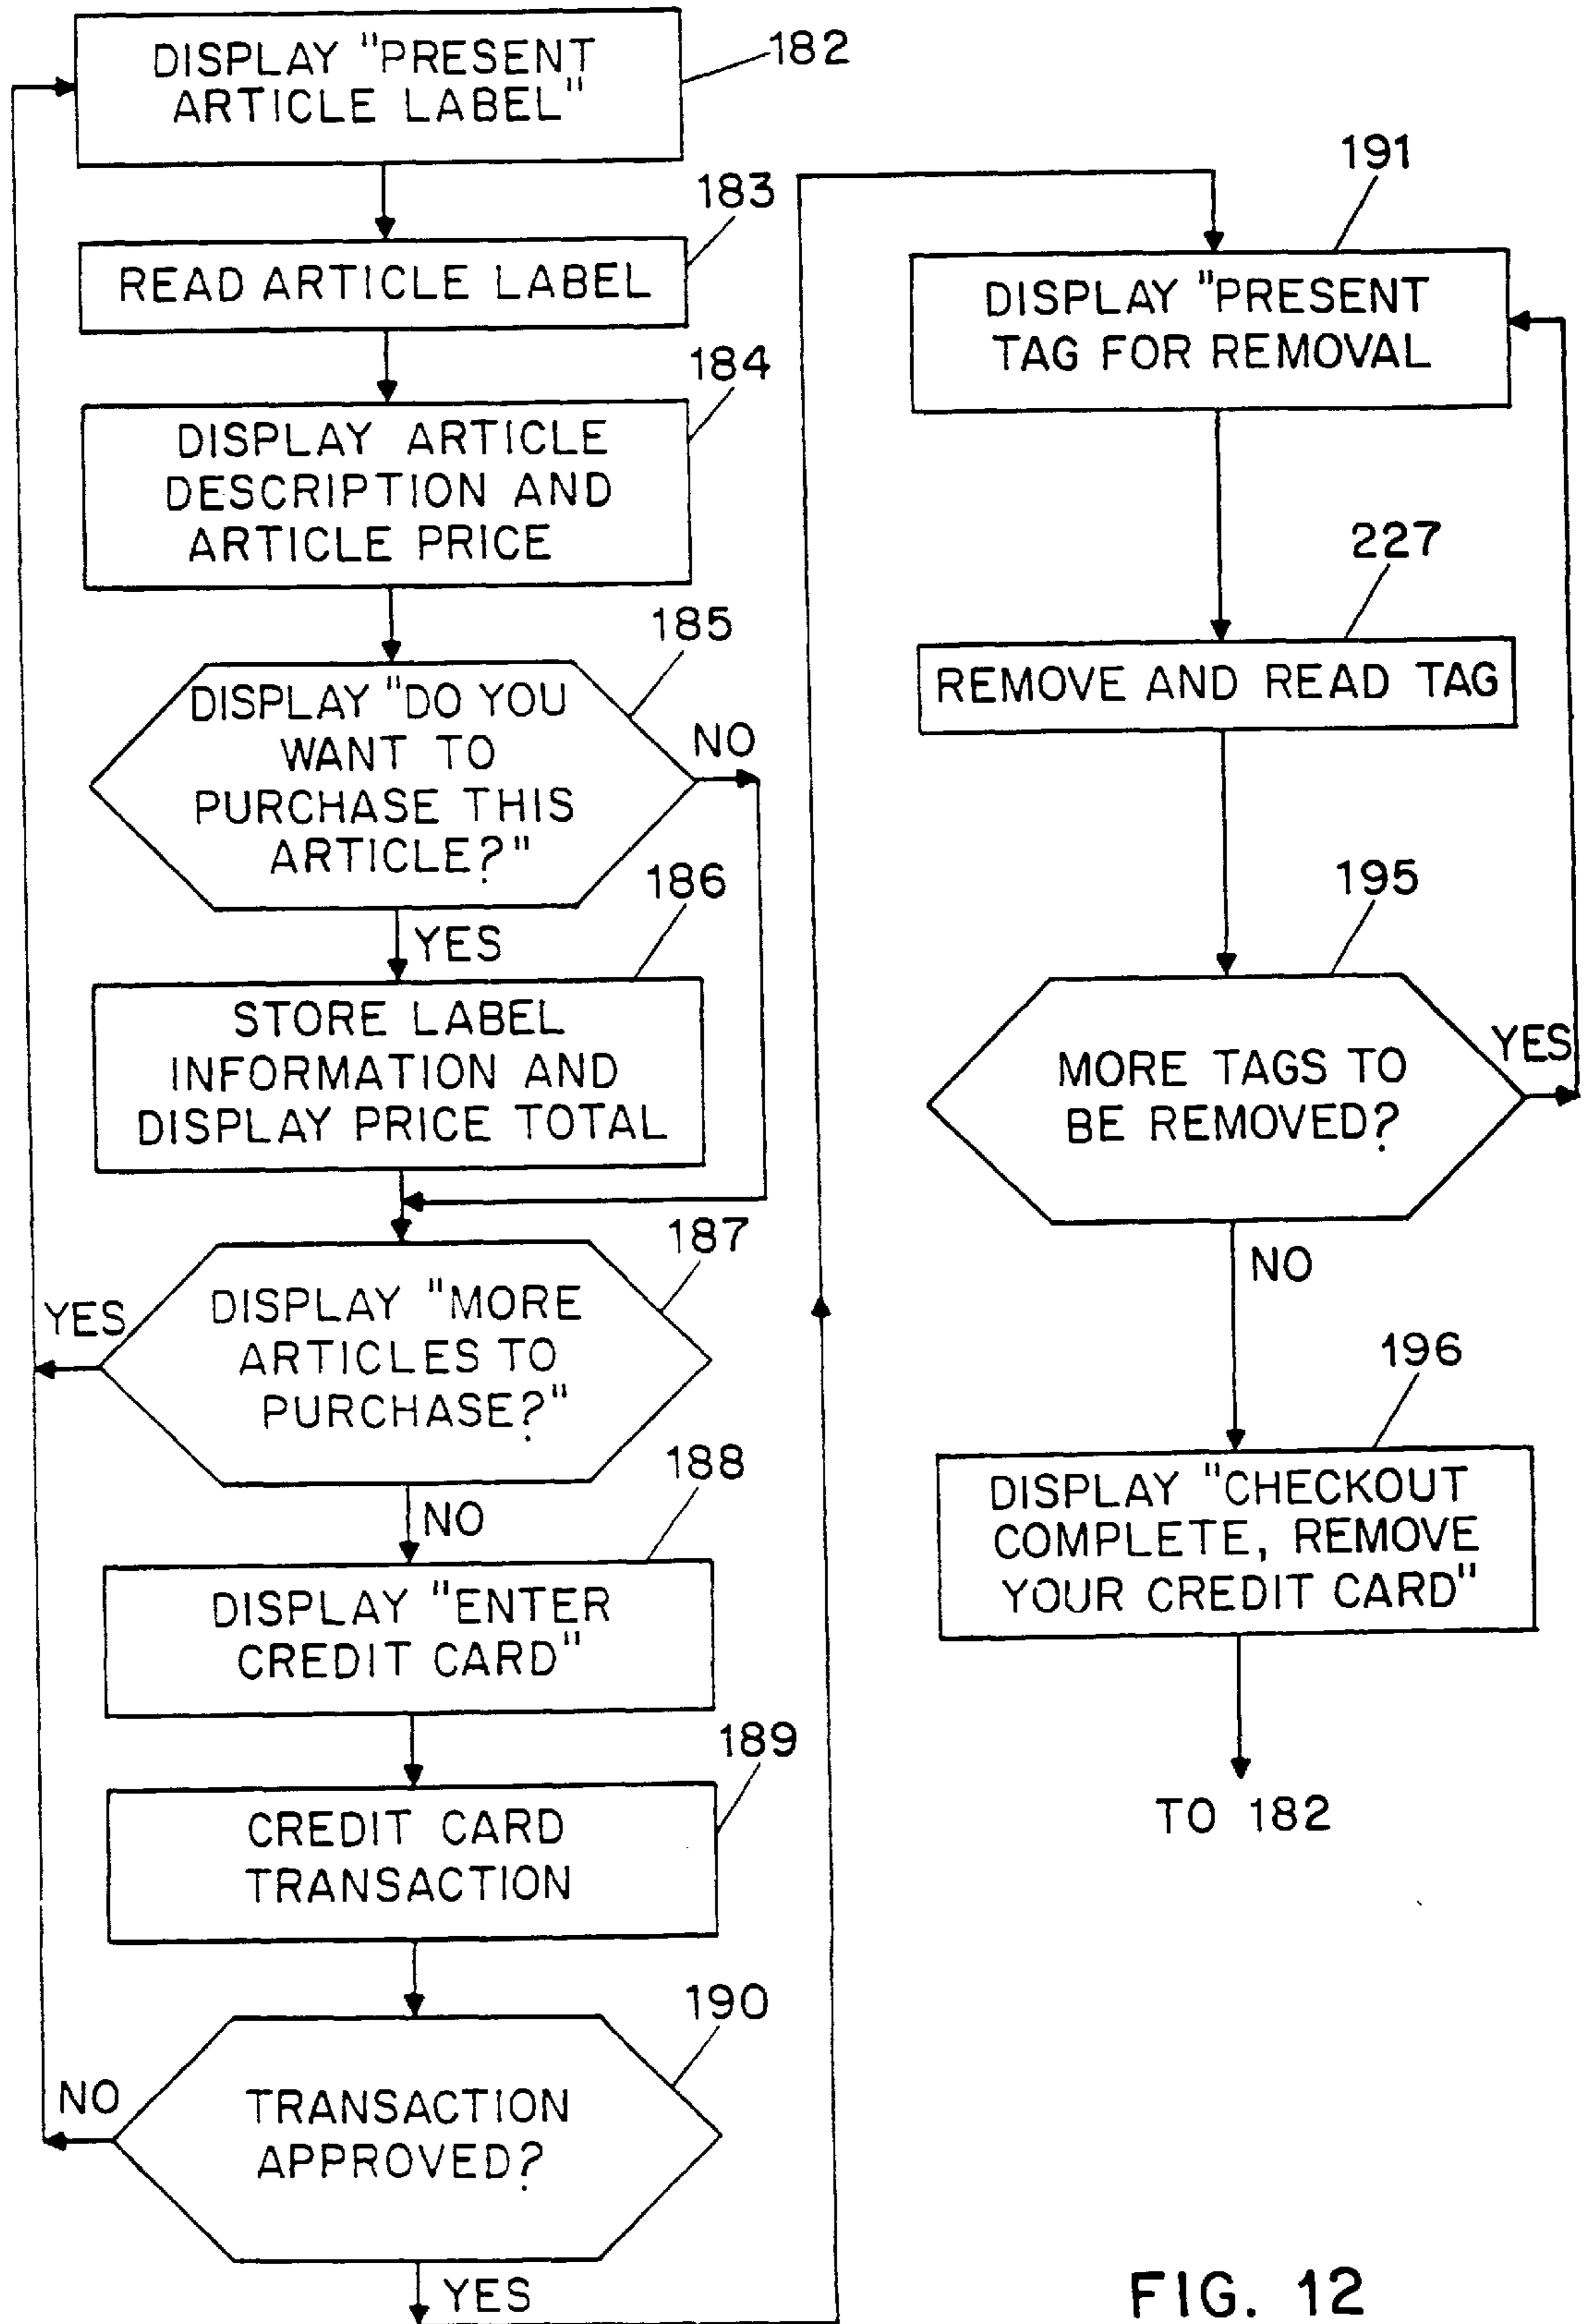 DISPLAY "PRESENT
ARTICLE LABEL"
182
READ ARTICLE LABEL
183
DISPLAY ARTICLE
DESCRIPTION AND
ARTICLE PRICE
184
DISPLAY "DO YOU
WANT TO
PURCHASE THIS
ARTICLE?"
185
NO
YES
STORE LABEL
INFORMATION AND
DISPLAY PRICE TOTAL
186
DISPLAY "MORE
ARTICLES TO
PURCHASE?"
187
YES
NO
DISPLAY "ENTER
CREDIT CARD"
188
CREDIT CARD
TRANSACTION
189
TRANSACTION
APPROVED?
190
NO
YES
DISPLAY "PRESENT
TAG FOR REMOVAL
191
REMOVE AND READ TAG
227
MORE TAGS TO
BE REMOVED?
195
YES
NO
DISPLAY "CHECKOUT
COMPLETE, REMOVE
YOUR CREDIT CARD"
196
TO 182
FIG. 12